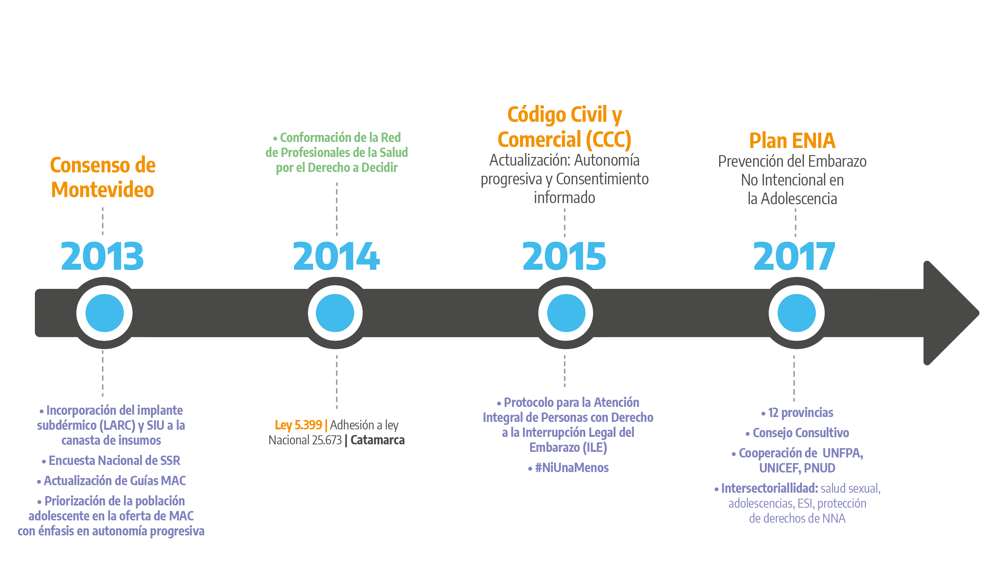 Consenso de
Montevideo
2013
• Incorporación del implante
subdérmico (LARC) y SIU a la
canasta de insumos
• Encuesta Nacional de SSR
• Actualización de Guías MAC
• Priorización de la población
adolescente en la oferta de MAC
con énfasis en autonomía progresiva
• Conformación de la Red
de Profesionales de la Salud
por el Derecho a Decidir
2014
Ley 5.399 | Adhesión a ley
Nacional 25.673 | Catamarca
Código Civil y
Comercial (CCC)
Actualización: Autonomía
progresiva y Consentimiento
informado
2015
• Protocolo para la Atención
Integral de Personas con Derecho
a la Interrupción Legal del
Embarazo (ILE)
• #NiUnaMenos
Plan ENIA
Prevención del Embarazo
No Intencional en
la Adolescencia
2017
• 12 provincias
• Consejo Consultivo
• Cooperación de UNFPA,
UNICEF, PNUD
• Intersectoriallidad: salud sexual,
adolescencias, ESI, protección
de derechos de NNA